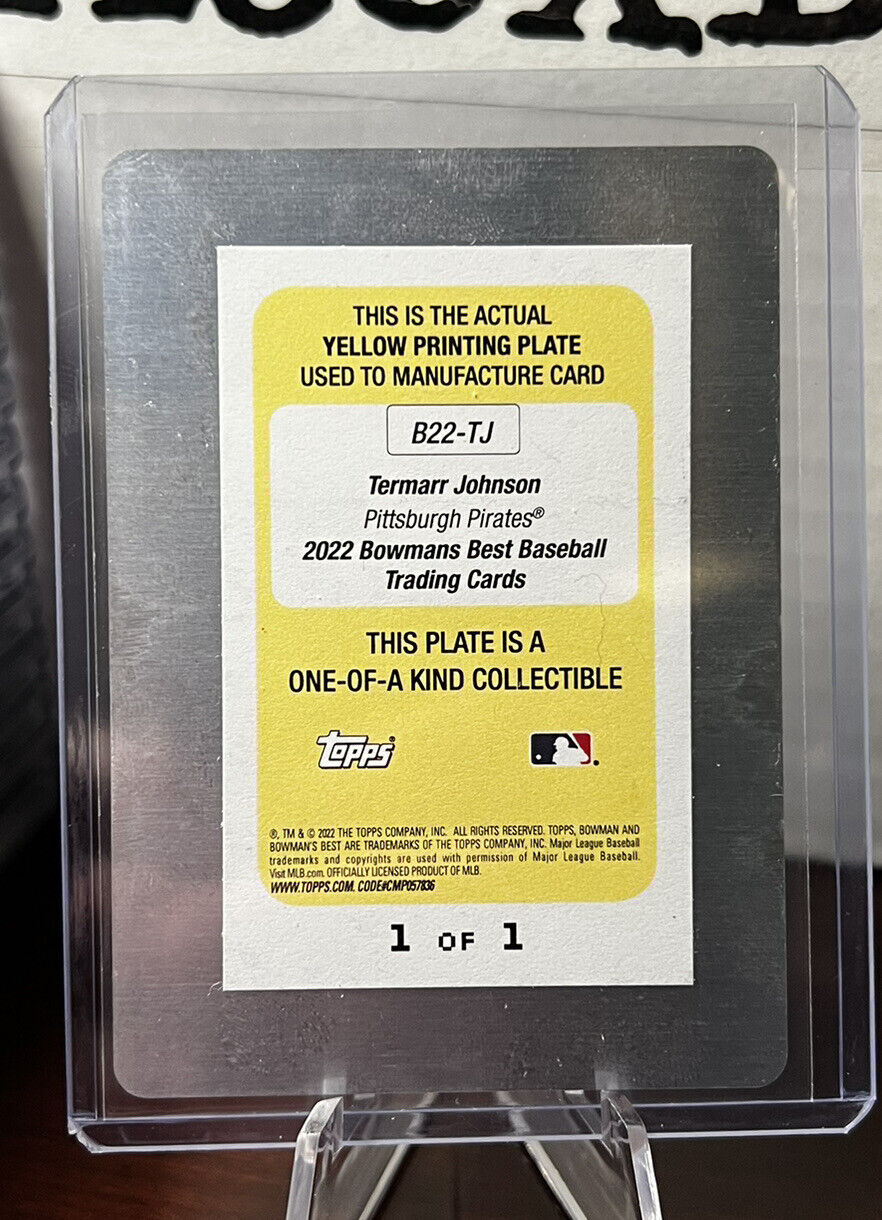 THIS IS THE ACTUAL
YELLOW PRINTING PLATE
USED TO MANUFACTURE CARD
B22-TJ
Termarr Johnson
Pittsburgh Pirates®
2022 Bowmans Best Baseball
Trading Cards
THIS PLATE IS A
ONE-OF-A KIND COLLECTIBLE
topps®
®, TM & © 2022 THE TOPPS COMPANY, INC. ALL RIGHTS RESERVED. TOPPS, BOWMAN AND
BOWMAN'S BEST ARE TRADEMARKS OF THE TOPPS COMPANY, INC. Major League Baseball
trademarks and copyrights are used with permission of Major League Baseball.
Visit MLB.com. OFFICIALLY LICENSED PRODUCT OF MLB.
WWW.TOPPS.COM. CODE#CMP057836
1 OF 1